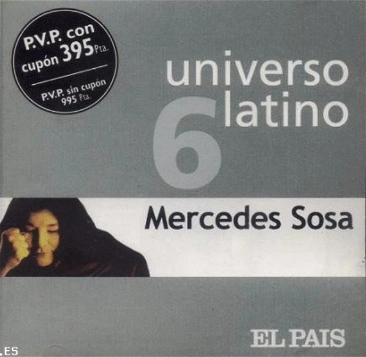 P.V.P. con
cupón 395 Pta.
P.V.P. sin cupón
995 Pta.
universo
latino
6
Mercedes Sosa
EL PAIS
.ES